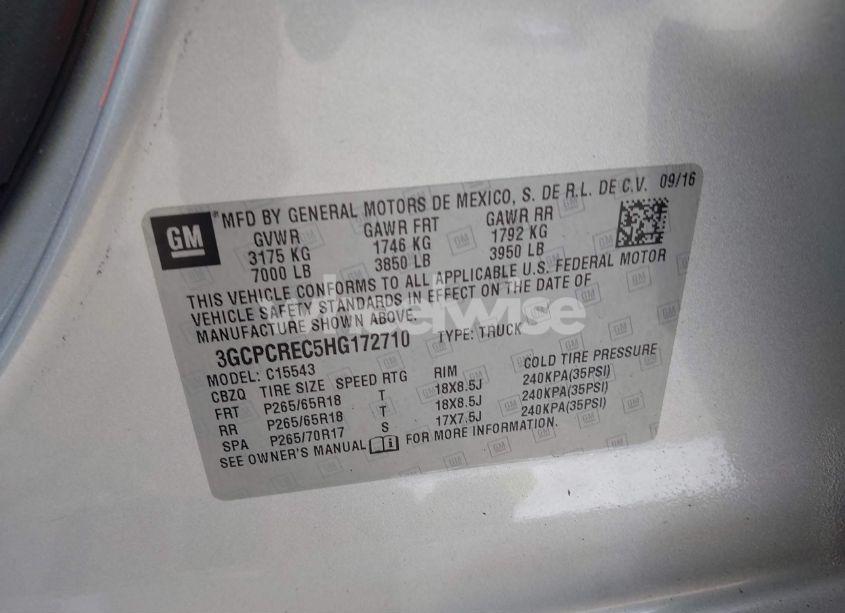 GM
MFD BY GENERAL MOTORS DE MEXICO, S. DE R.L. DE C.V. 09/16
GVWR GAWR FRT GAWR RR
3175 KG 1746 KG 1792 KG
7000 LB 3850 LB 3950 LB
THIS VEHICLE CONFORMS TO ALL APPLICABLE U.S. FEDERAL MOTOR
VEHICLE SAFETY STANDARDS IN EFFECT ON THE DATE OF
MANUFACTURE SHOWN ABOVE.
wheelwise
3GCPCREC5HG172710 TYPE: TRUCK
MODEL: C15543
CBZQ TIRE SIZE SPEED RTG RIM COLD TIRE PRESSURE
FRT P265/65R18 T 18X8.5J 240KPA(35PSI)
RR P265/65R18 T 18X8.5J 240KPA(35PSI)
SPA P265/70R17 S 17X7.5J 240KPA(35PSI)
SEE OWNER'S MANUAL FOR MORE INFORMATION.